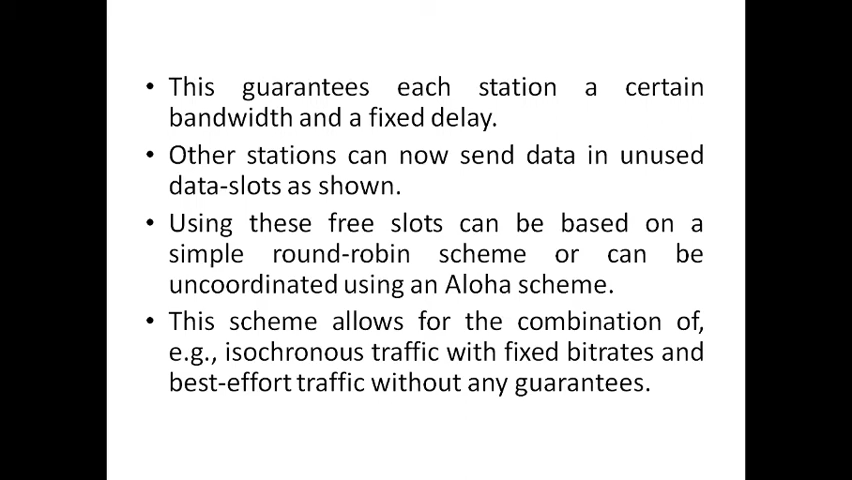 • This guarantees each station a certain
bandwidth and a fixed delay.
• Other stations can now send data in unused
data-slots as shown.
• Using these free slots can be based on a
simple round-robin scheme or can be
uncoordinated using an Aloha scheme.
• This scheme allows for the combination of,
e.g., isochronous traffic with fixed bitrates and
best-effort traffic without any guarantees.